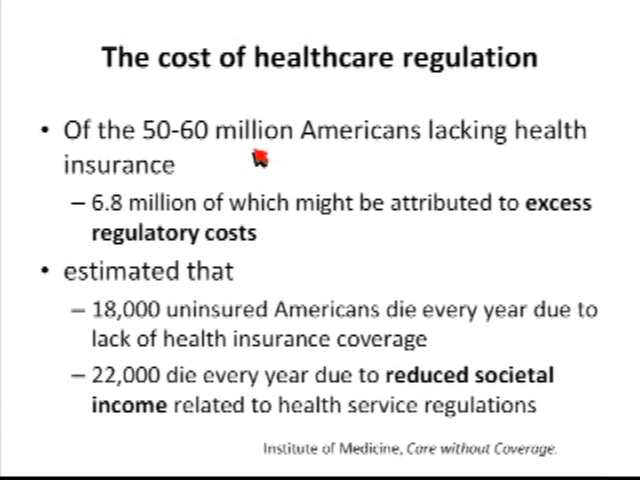 The cost of healthcare regulation
• Of the 50-60 million Americans lacking health
insurance
– 6.8 million of which might be attributed to excess
regulatory costs
• estimated that
– 18,000 uninsured Americans die every year due to
lack of health insurance coverage
– 22,000 die every year due to reduced societal
income related to health service regulations
Institute of Medicine, Care without Coverage.